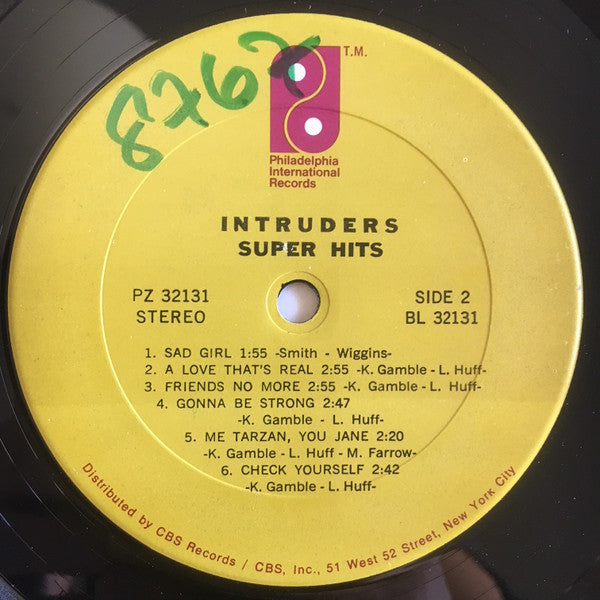 8767
T.M.
Philadelphia
International
Records
INTRUDERS
SUPER HITS
PZ 32131
STEREO
SIDE 2
BL 32131
1. SAD GIRL 1:55 -Smith - Wiggins-
2. A LOVE THAT'S REAL 2:55 -K. Gamble - L. Huff-
3. FRIENDS NO MORE 2:55 -K. Gamble - L. Huff-
4. GONNA BE STRONG 2:47
-K. Gamble - L. Huff-
5. ME TARZAN, YOU JANE 2:20
-K. Gamble - L. Huff - M. Farrow-
6. CHECK YOURSELF 2:42
-K. Gamble - L. Huff-
Distributed by CBS Records / CBS, Inc., 51 West 52 Street, New York City